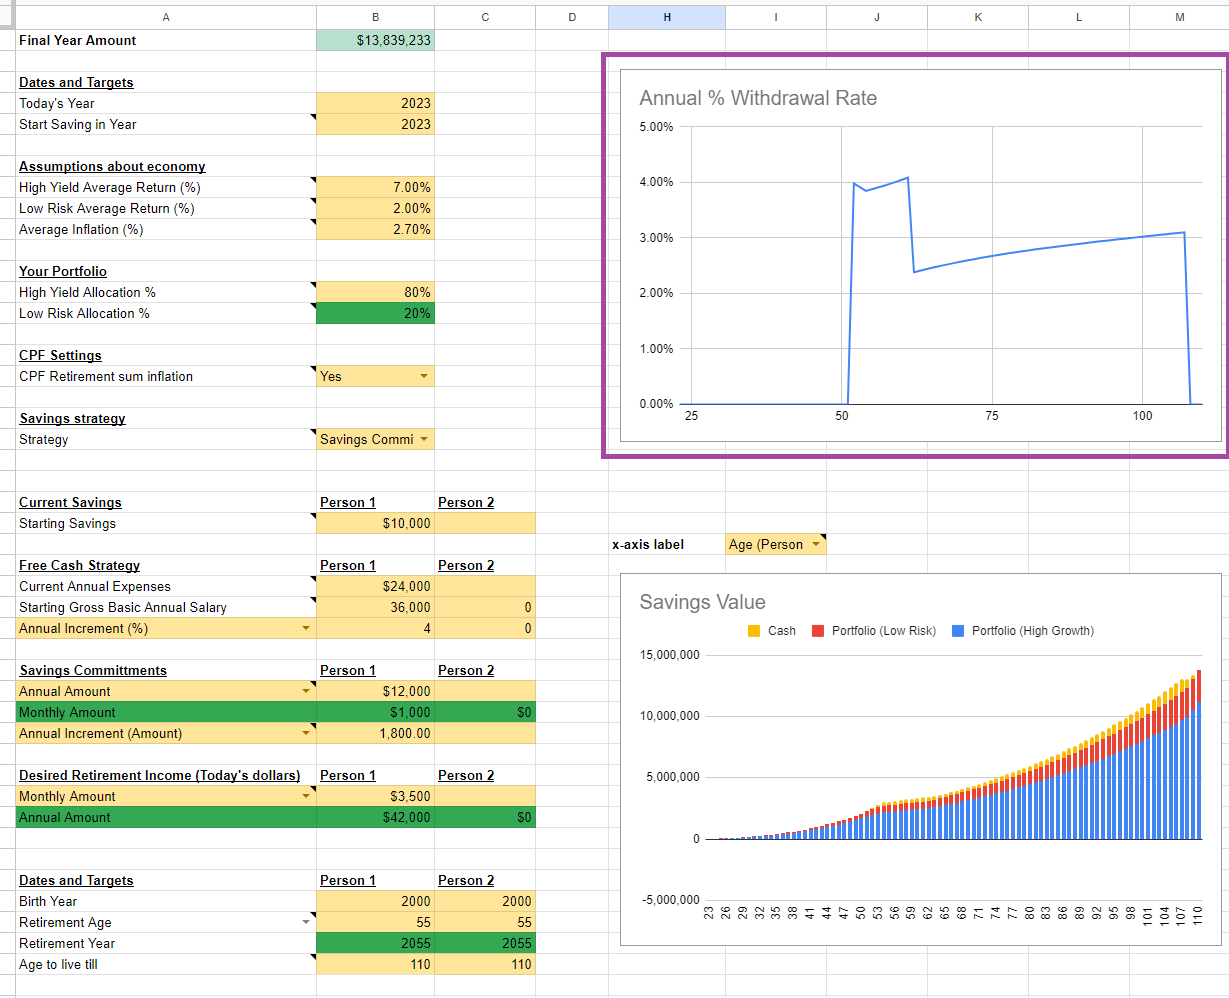 A B C D H I J K L M
Final Year Amount $13,839,233
Dates and Targets
Today's Year 2023
Start Saving in Year 2023
Assumptions about economy
High Yield Average Return (%) 7.00%
Low Risk Average Return (%) 2.00%
Average Inflation (%) 2.70%
Your Portfolio
High Yield Allocation % 80%
Low Risk Allocation % 20%
CPF Settings
CPF Retirement sum inflation Yes
Savings strategy
Strategy Savings Commi
Current Savings Person 1 Person 2
Starting Savings $10,000
Free Cash Strategy Person 1 Person 2
Current Annual Expenses $24,000
Starting Gross Basic Annual Salary 36,000 0
Annual Increment (%) 4 0
Savings Committments Person 1 Person 2
Annual Amount $12,000
Monthly Amount $1,000 $0
Annual Increment (Amount) 1,800.00
Desired Retirement Income (Today's dollars) Person 1 Person 2
Monthly Amount $3,500
Annual Amount $42,000 $0
Dates and Targets Person 1 Person 2
Birth Year 2000 2000
Retirement Age 55 55
Retirement Year 2055 2055
Age to live till 110 110
Annual % Withdrawal Rate
5.00%
4.00%
3.00%
2.00%
1.00%
0.00%
25 50 75 100
x-axis label Age (Person
Savings Value
Cash Portfolio (Low Risk) Portfolio (High Growth)
15,000,000
10,000,000
5,000,000
0
-5,000,000
23 26 29 32 35 38 41 44 47 50 53 56 59 62 65 68 71 74 77 80 83 86 89 92 95 98 101 104 107 110